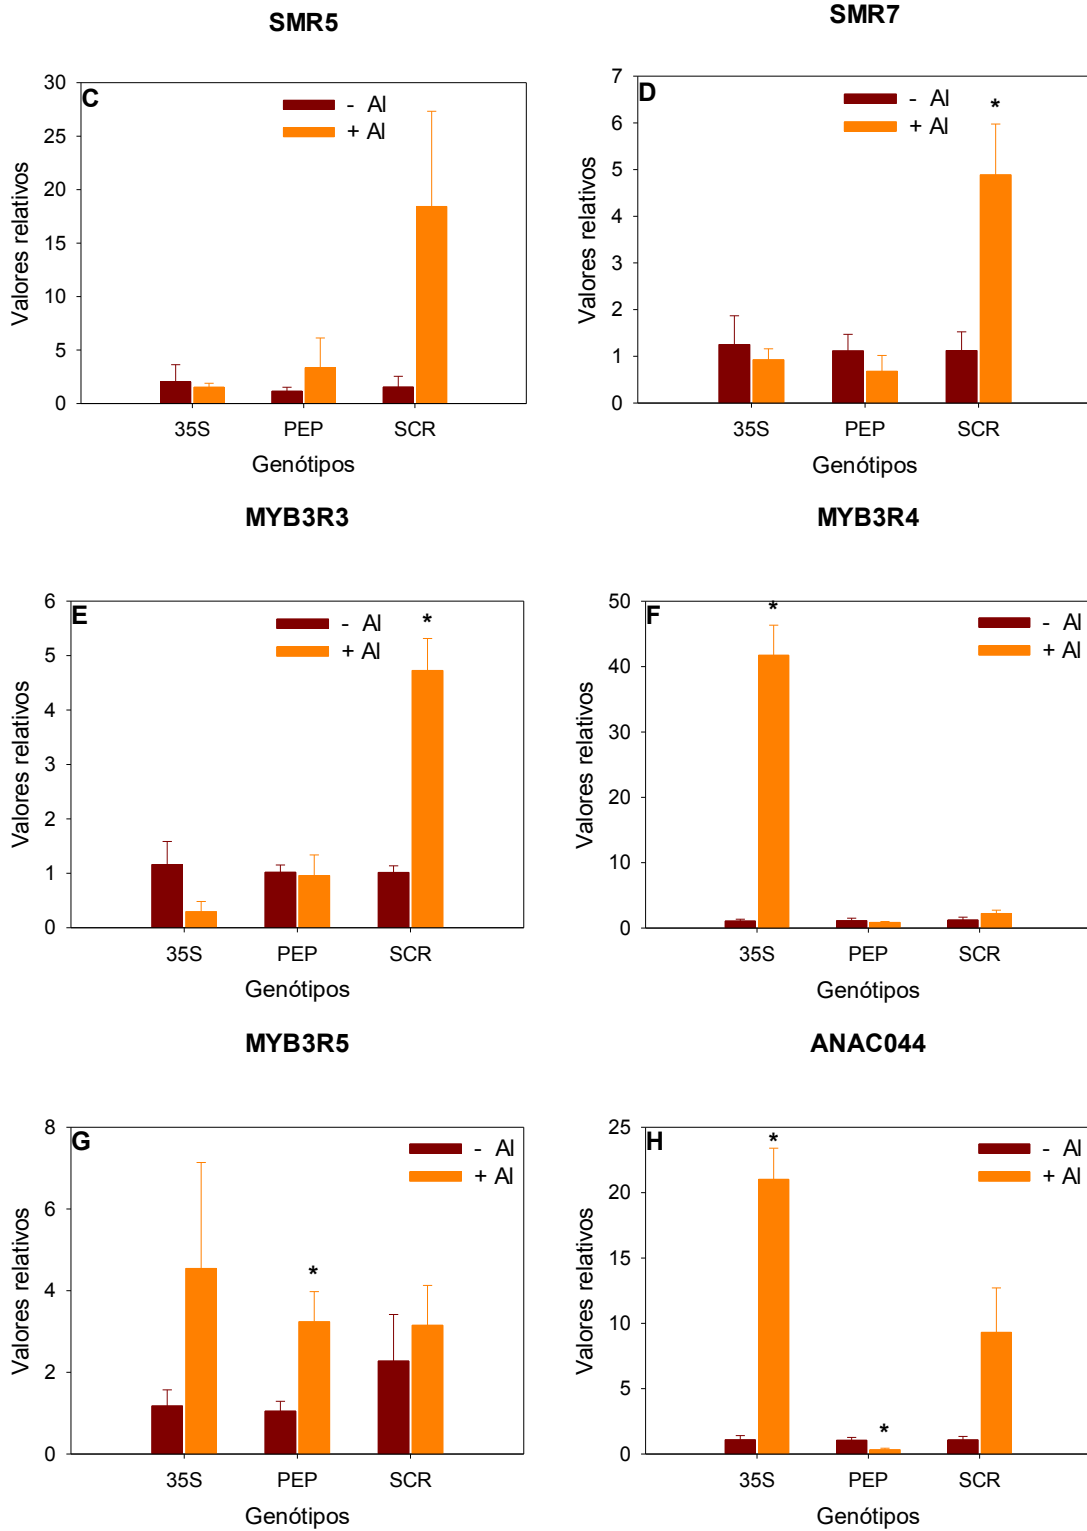 SMR5
C
- Al
+ Al
Valores relativos
30
25
20
15
10
5
0
35S PEP SCR
Genótipos
SMR7
D
- Al
+ Al
*
Valores relativos
7
6
5
4
3
2
1
0
35S PEP SCR
Genótipos
MYB3R3
E
- Al
+ Al
*
Valores relativos
6
5
4
3
2
1
0
35S PEP SCR
Genótipos
MYB3R4
F
*
- Al
+ Al
Valores relativos
50
40
30
20
10
0
35S PEP SCR
Genótipos
MYB3R5
G
- Al
+ Al
*
Valores relativos
8
6
4
2
0
35S PEP SCR
Genótipos
ANAC044
H
*
- Al
+ Al
*
Valores relativos
25
20
15
10
5
0
35S PEP SCR
Genótipos